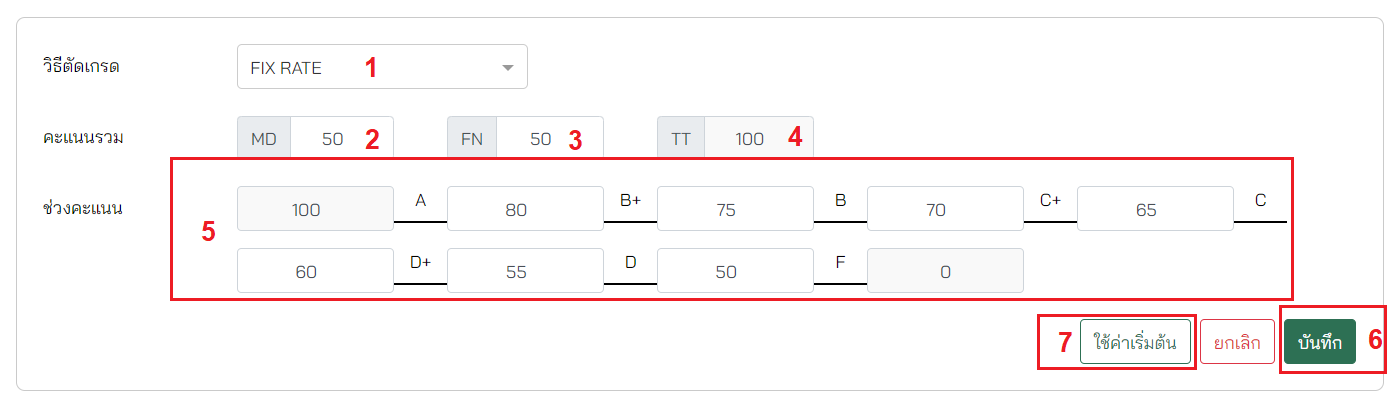 วิธีตัดเกรด FIX RATE 1
คะแนนรวม MD 50 2 FN 50 3 TT 100 4
ช่วงคะแนน 5 100 A 80 B+ 75 B 70 C+ 65 C
60 D+ 55 D 50 F 0
7 ใช้ค่าเริ่มต้น ยกเลิก บันทึก 6